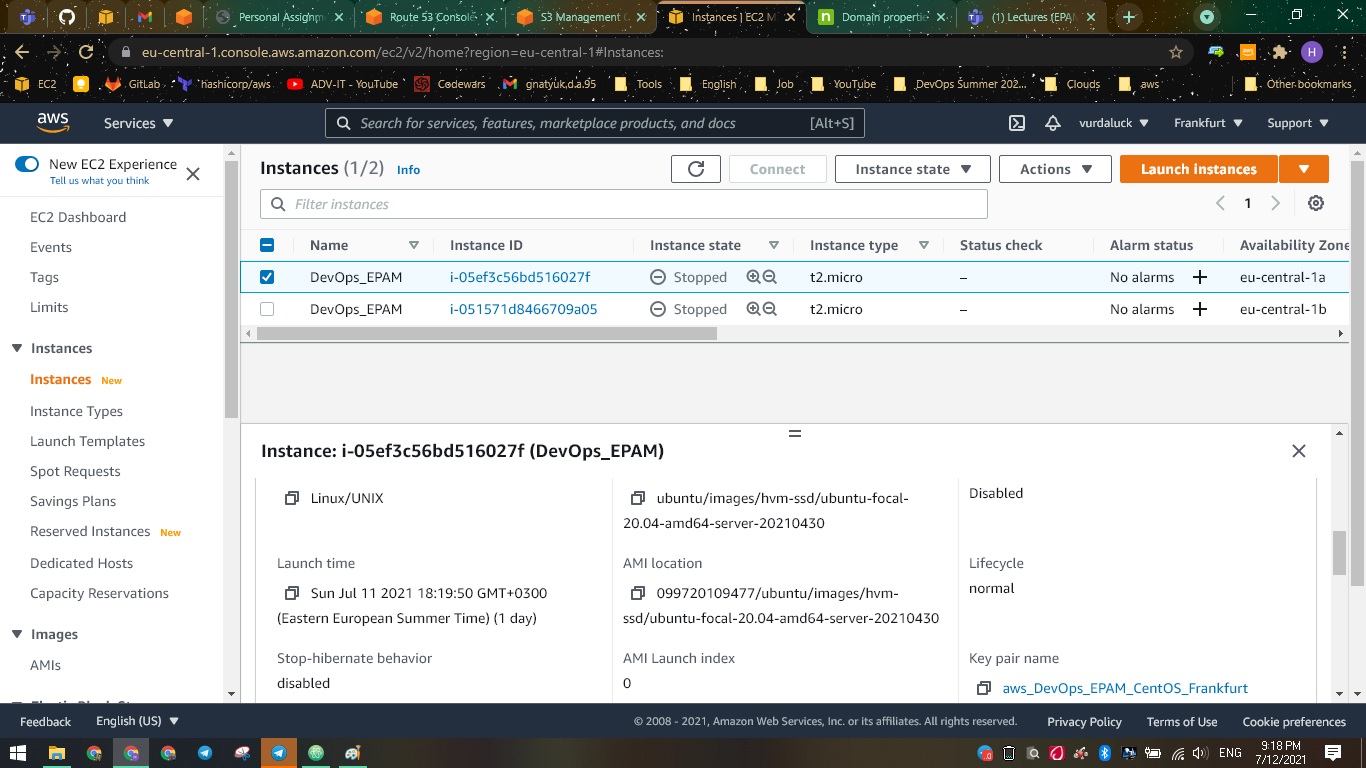 Personal Assignm
Route 53 Console
S3 Management C
Instances | EC2 M
Domain propertie
(1) Lectures (EPA
eu-central-1.console.aws.amazon.com/ec2/v2/home?region=eu-central-1#Instances:
H
EC2
GitLab
hashicorp/aws
ADV-IT - YouTube
Codewars
gnatyuk.d.a.95
Tools
English
Job
YouTube
DevOps Summer 202...
Clouds
aws
Other bookmarks
aws
Services
Search for services, features, marketplace products, and docs
[Alt+S]
vurdaluck
Frankfurt
Support
New EC2 Experience
Tell us what you think
EC2 Dashboard
Events
Tags
Limits
Instances
Instances New
Instance Types
Launch Templates
Spot Requests
Savings Plans
Reserved Instances New
Dedicated Hosts
Capacity Reservations
Images
AMIs
Instances (1/2) Info
Connect
Instance state
Actions
Launch instances
Filter instances
1
Name
Instance ID
Instance state
Instance type
Status check
Alarm status
Availability Zone
DevOps_EPAM
i-05ef3c56bd516027f
Stopped
t2.micro
–
No alarms
eu-central-1a
DevOps_EPAM
i-051571d8466709a05
Stopped
t2.micro
–
No alarms
eu-central-1b
Instance: i-05ef3c56bd516027f (DevOps_EPAM)
Linux/UNIX
ubuntu/images/hvm-ssd/ubuntu-focal-
20.04-amd64-server-20210430
Disabled
Launch time
Sun Jul 11 2021 18:19:50 GMT+0300
(Eastern European Summer Time) (1 day)
AMI location
099720109477/ubuntu/images/hvm-
ssd/ubuntu-focal-20.04-amd64-server-20210430
Lifecycle
normal
Stop-hibernate behavior
disabled
AMI Launch index
0
Key pair name
aws_DevOps_EPAM_CentOS_Frankfurt
Feedback
English (US)
© 2008 - 2021, Amazon Web Services, Inc. or its affiliates. All rights reserved.
Privacy Policy
Terms of Use
Cookie preferences
ENG
9:18 PM
7/12/2021